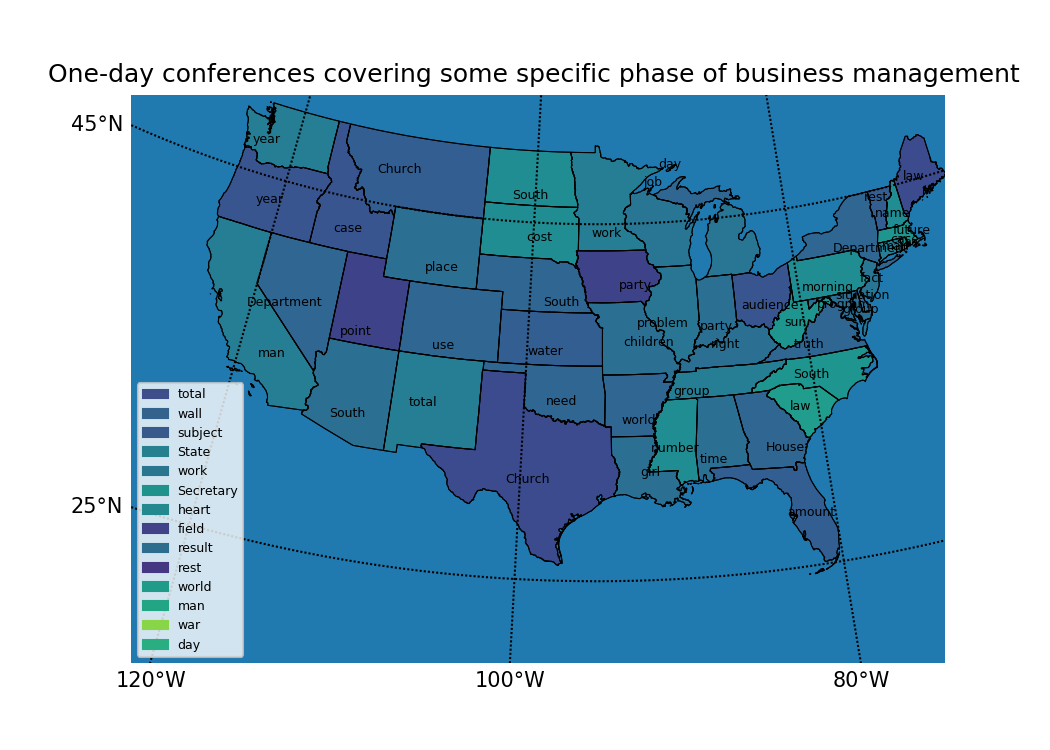 One-day conferences covering some specific phase of business management
45°N
25°N
120°W
100°W
80°W
year
year
Church
case
South
cost
day
job
work
law
rest
name
future
Department
fact
place
Department
point
use
South
party
problem
children
party
right
audience
morning
situation
group
sun
truth
water
man
South
total
need
world
group
South
law
number
time
House
girl
Church
amount
total
wall
subject
State
work
Secretary
heart
field
result
rest
world
man
war
day